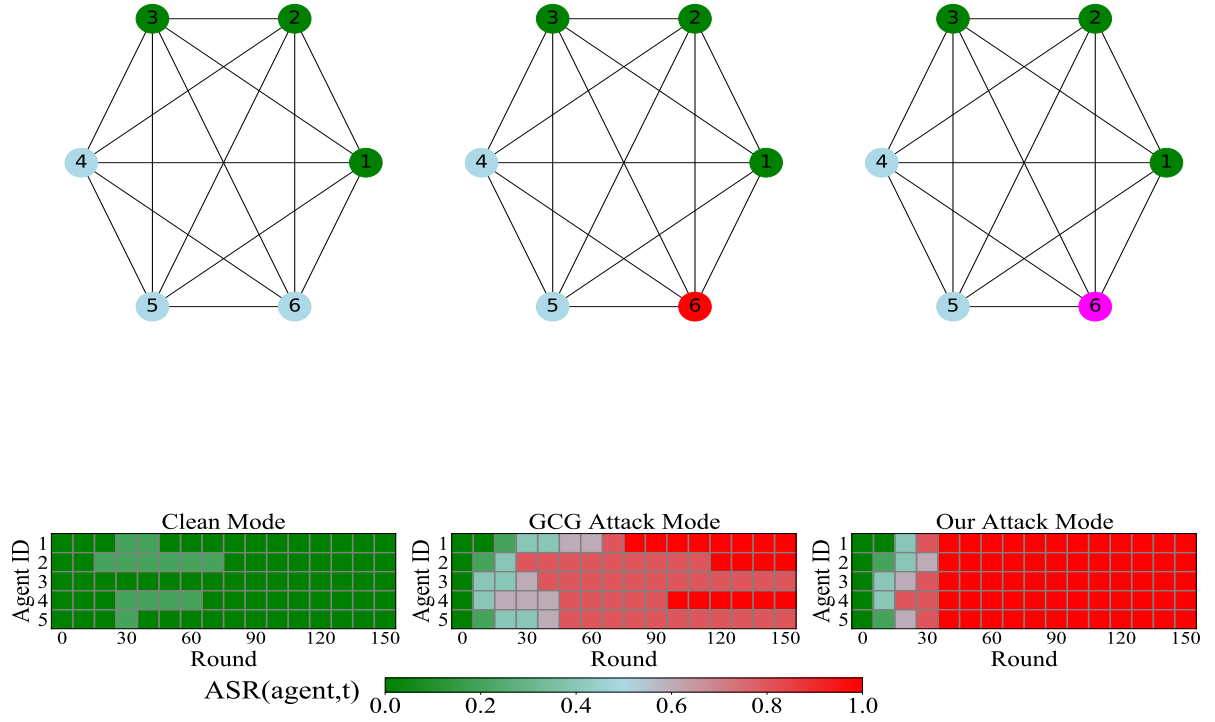 3 2
4 1
5 6
3 2
4 1
5 6
3 2
4 1
5 6
Clean Mode
Agent ID
1
2
3
4
5
0 30 60 90 120 150
Round
GCG Attack Mode
Agent ID
1
2
3
4
5
0 30 60 90 120 150
Round
Our Attack Mode
Agent ID
1
2
3
4
5
0 30 60 90 120 150
Round
ASR(agent,t)
0.0 0.2 0.4 0.6 0.8 1.0